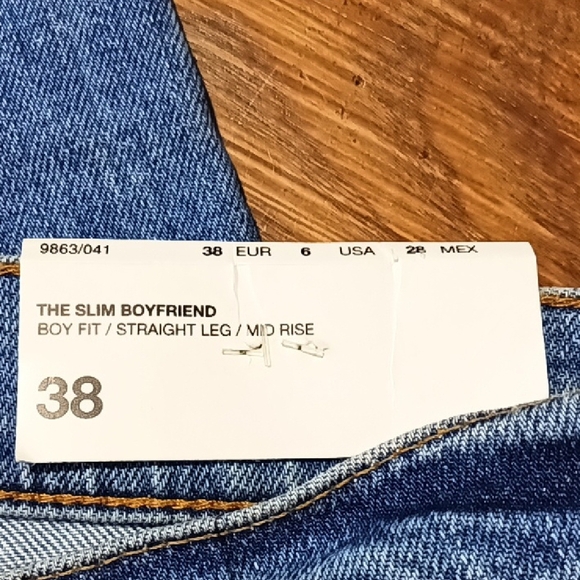 9863/041 38 EUR 6 USA 28 MEX
THE SLIM BOYFRIEND
BOY FIT / STRAIGHT LEG / MID RISE
38